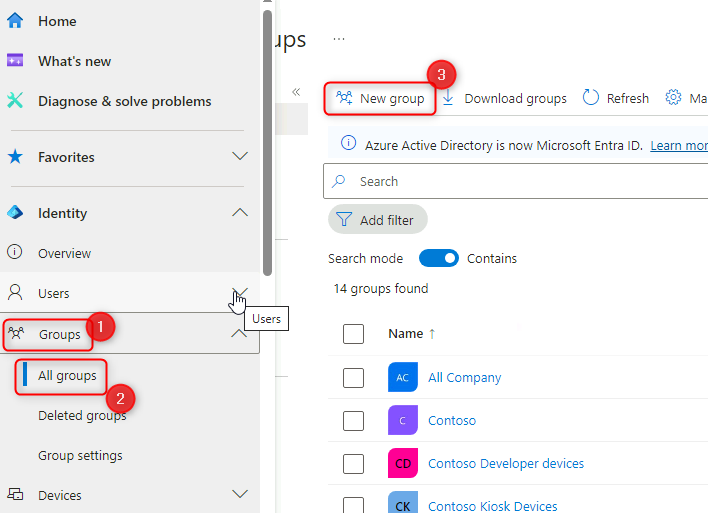 Home
What's new
Diagnose & solve problems
Favorites
Identity
Overview
Users
Users
Groups
1
All groups
2
Deleted groups
Group settings
Devices
ups
...
«
3
New group
Download groups
Refresh
Ma
Azure Active Directory is now Microsoft Entra ID. Learn mor
Search
Add filter
Search mode
Contains
14 groups found
Name ↑
AC
All Company
C
Contoso
CD
Contoso Developer devices
CK
Contoso Kiosk Devices